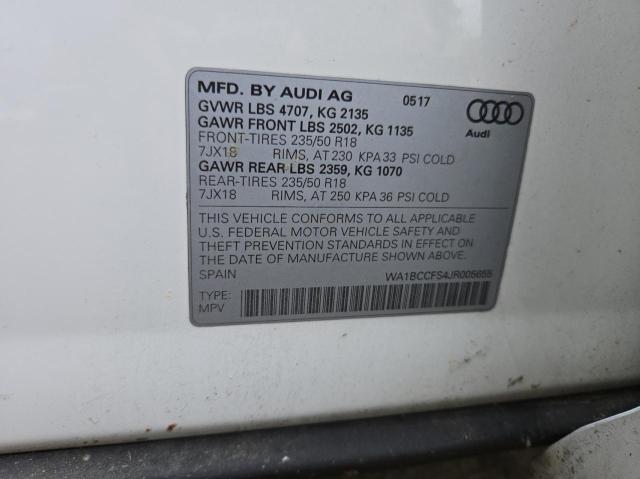 MFD. BY AUDI AG 0517
GVWR LBS 4707, KG 2135
GAWR FRONT LBS 2502, KG 1135
FRONT-TIRES 235/50 R18
7JX18 RIMS, AT 230 KPA 33 PSI COLD
GAWR REAR LBS 2359, KG 1070
REAR-TIRES 235/50 R18
7JX18 RIMS, AT 250 KPA 36 PSI COLD
Audi
THIS VEHICLE CONFORMS TO ALL APPLICABLE
U.S. FEDERAL MOTOR VEHICLE SAFETY AND
THEFT PREVENTION STANDARDS IN EFFECT ON
THE DATE OF MANUFACTURE SHOWN ABOVE.
SPAIN WA1BCCFS4JR005655
TYPE:
MPV